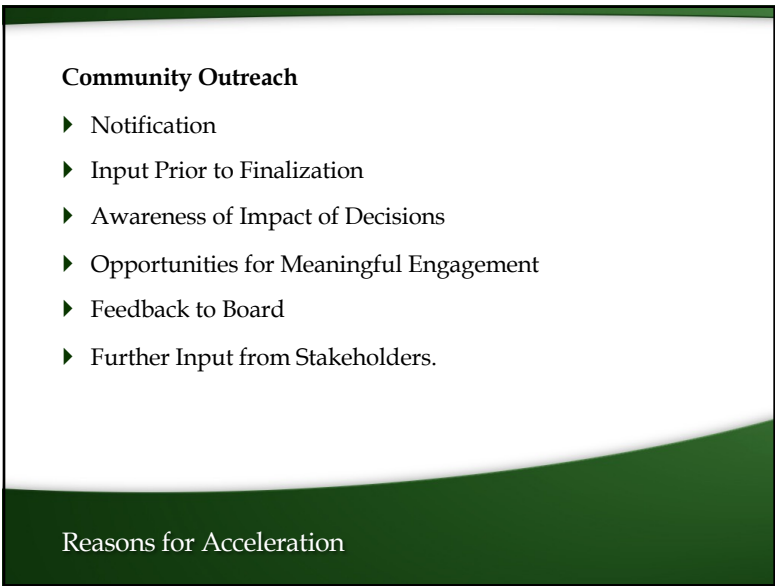 Community Outreach
Notification
Input Prior to Finalization
Awareness of Impact of Decisions
Opportunities for Meaningful Engagement
Feedback to Board
Further Input from Stakeholders.
Reasons for Acceleration